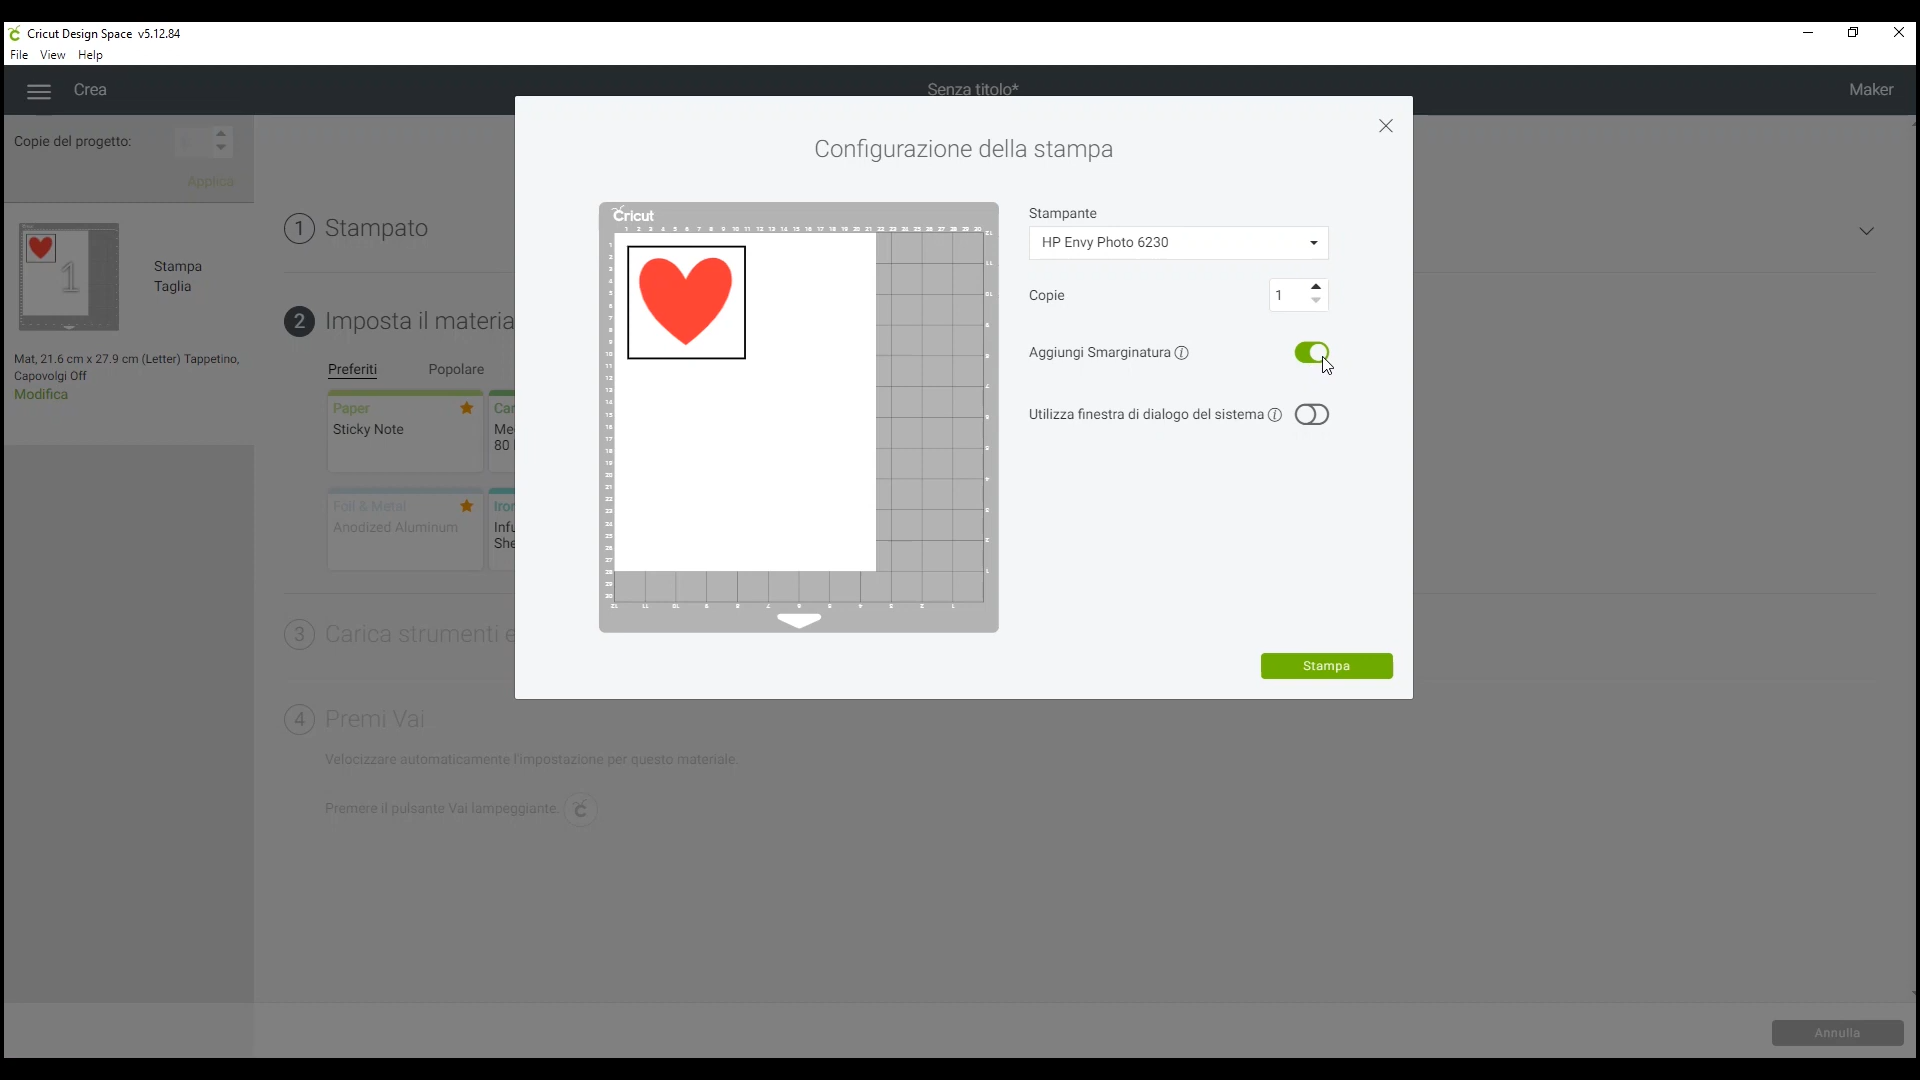 Cricut Design Space v5.12.84
File View Help
Crea
Senza titolo*
Maker
Copie del progetto:
Applica
Stampa
Taglia
Mat, 21.6 cm x 27.9 cm (Letter) Tappetino,
Capovolgi Off
Modifica
1 Stampato
2 Imposta il materia
Preferiti Popolare
Paper
Sticky Note
Car
Me
80
Foil & Metal
Anodized Aluminum
Iron
Infu
She
3 Carica strumenti e
4 Premi Vai
Velocizzare automaticamente l'impostazione per questo materiale.
Premere il pulsante Vai lampeggiante.
Configurazione della stampa
Cricut
Stampante
HP Envy Photo 6230
Copie 1
Aggiungi Smarginatura
Utilizza finestra di dialogo del sistema
Stampa
Annulla